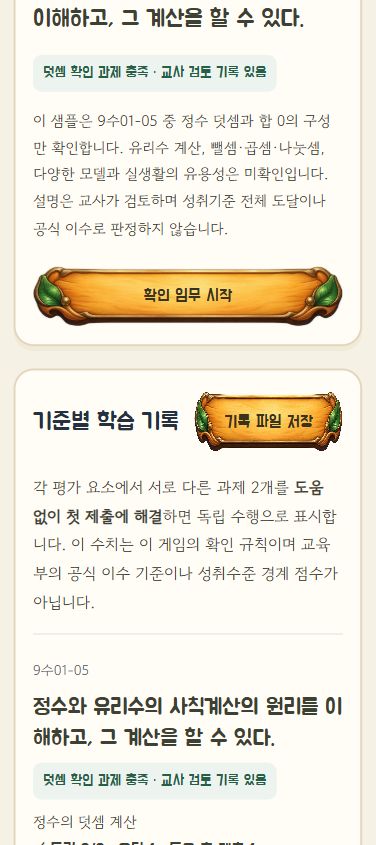 이해하고, 그 계산을 할 수 있다.
덧셈 확인 과제 충족 · 교사 검토 기록 있음
이 샘플은 9수01-05 중 정수 덧셈과 합 0의 구성
만 확인합니다. 유리수 계산, 뺄셈·곱셈·나눗셈,
다양한 모델과 실생활의 유용성은 미확인입니다.
설명은 교사가 검토하며 성취기준 전체 도달이나
공식 이수로 판정하지 않습니다.
확인 임무 시작
기준별 학습 기록
기록 파일 저장
각 평가 요소에서 서로 다른 과제 2개를 도움
없이 첫 제출에 해결하면 독립 수행으로 표시합
니다. 이 수치는 이 게임의 확인 규칙이며 교육
부의 공식 이수 기준이나 성취수준 경계 점수가
아닙니다.
9수01-05
정수와 유리수의 사칙계산의 원리를 이
해하고, 그 계산을 할 수 있다.
덧셈 확인 과제 충족 · 교사 검토 기록 있음
정수의 덧셈 계산